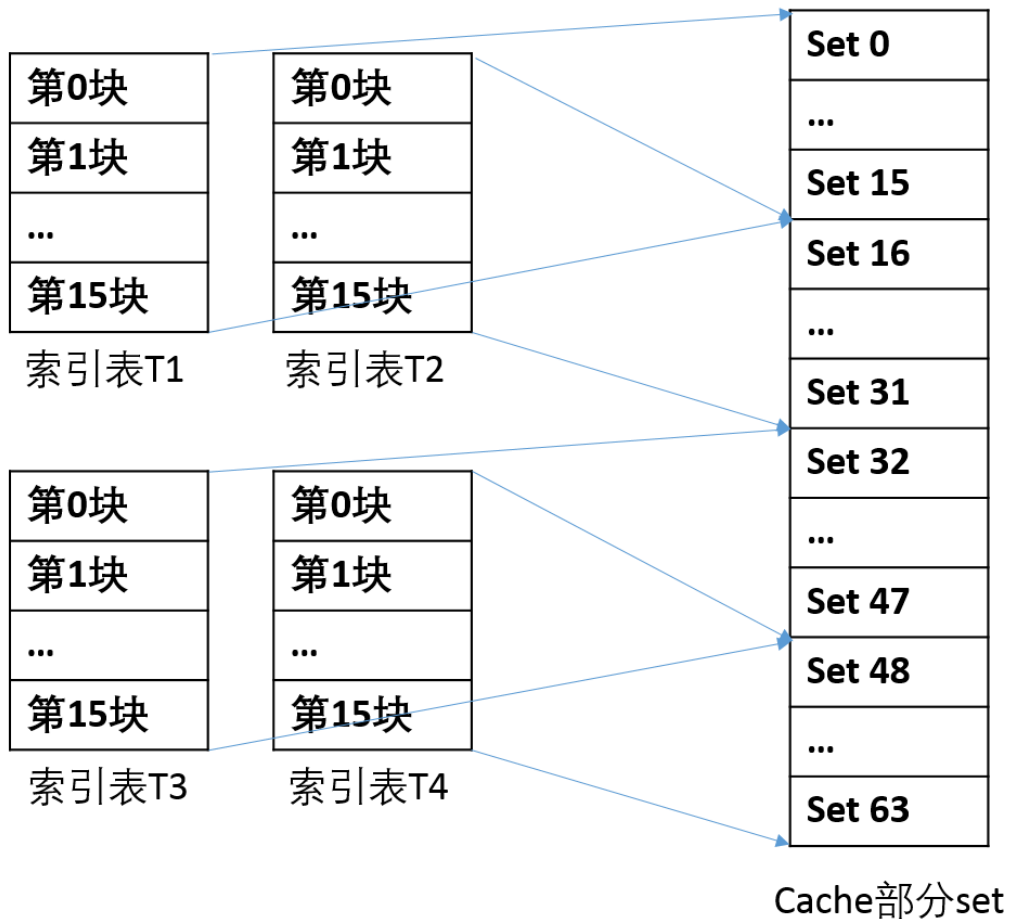 第0块
第1块
...
第15块
索引表T1
第0块
第1块
...
第15块
索引表T2
第0块
第1块
...
第15块
索引表T3
第0块
第1块
...
第15块
索引表T4
Set 0
...
Set 15
Set 16
...
Set 31
Set 32
...
Set 47
Set 48
...
Set 63
Cache部分set